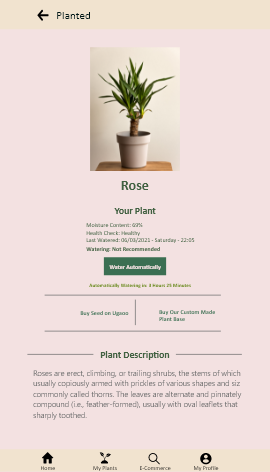 Planted
Rose
Your Plant
Moisture Content: 69%
Health Check: Healthy
Last Watered: 06/03/2021 - Saturday - 22:05
Watering: Not Recommended
Water Automatically
Automatically Watering in: 3 Hours 23 Minutes
Buy Seed on Ugaoo
Buy Our Custom Made
Plant Base
Plant Description
Roses are erect, climbing, or trailing shrubs, the stems of which
usually copiously armed with prickles of various shapes and siz
commonly called thorns. The leaves are alternate and pinnately
compound (i.e., feather-formed), usually with oval leaflets that
sharply toothed.
Home
My Plants
E-Commerce
My Profile